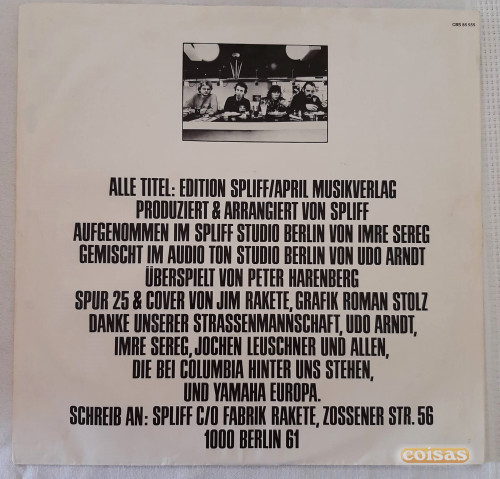 CBS 85 555
ALLE TITEL: EDITION SPLIFF/APRIL MUSIKVERLAG
PRODUZIERT & ARRANGIERT VON SPLIFF
AUFGENOMMEN IM SPLIFF STUDIO BERLIN VON IMRE SEREG
GEMISCHT IM AUDIO TON STUDIO BERLIN VON UDO ARNDT
ÜBERSPIELT VON PETER HARENBERG
SPUR 25 & COVER VON JIM RAKETE, GRAFIK ROMAN STOLZ
DANKE UNSERER STRASSENMANNSCHAFT, UDO ARNDT,
IMRE SEREG, JOCHEN LEUSCHNER UND ALLEN,
DIE BEI COLUMBIA HINTER UNS STEHEN,
UND YAMAHA EUROPA.
SCHREIB AN: SPLIFF C/O FABRIK RAKETE, ZOSSENER STR. 56
1000 BERLIN 61
coisas